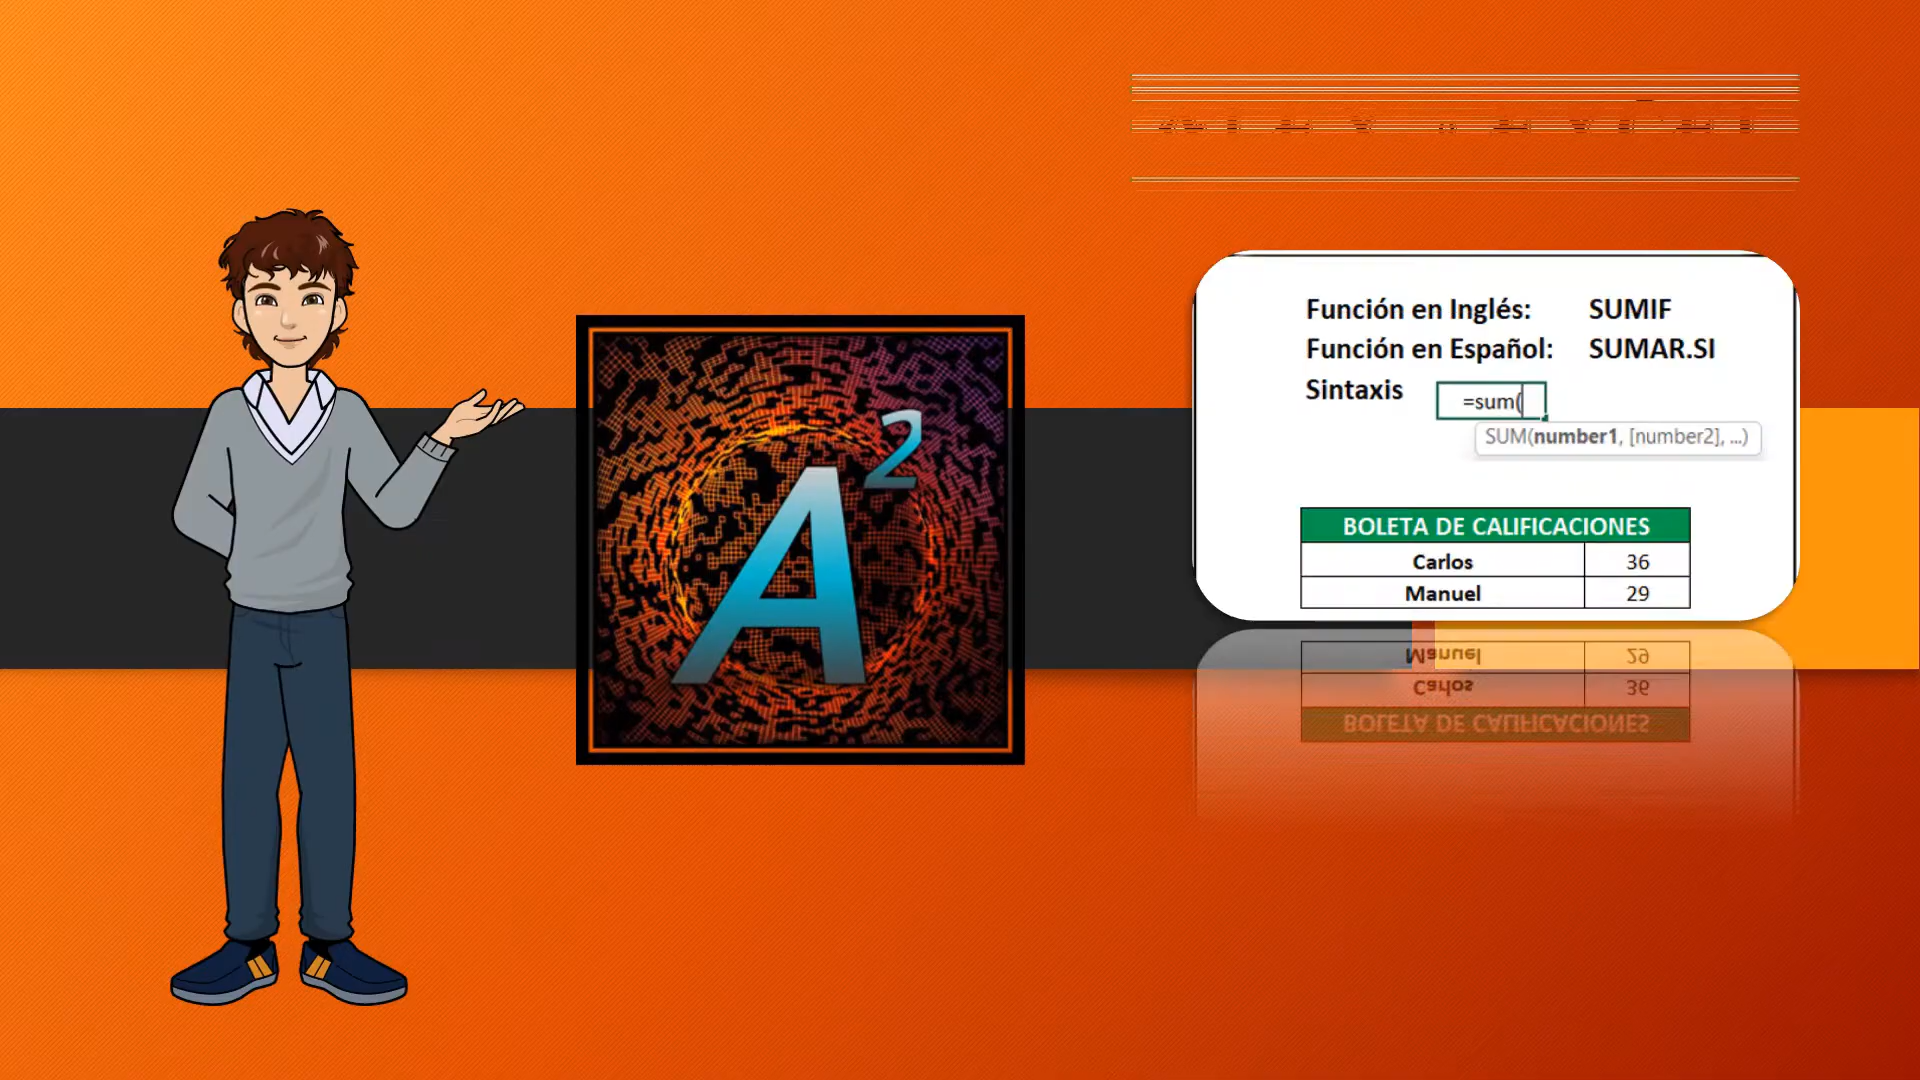 A²
Función en Inglés: SUMIF
Función en Español: SUMAR.SI
Sintaxis =sum(
SUM(number1, [number2], ...)
BOLETA DE CALIFICACIONES
Carlos 36
Manuel 29